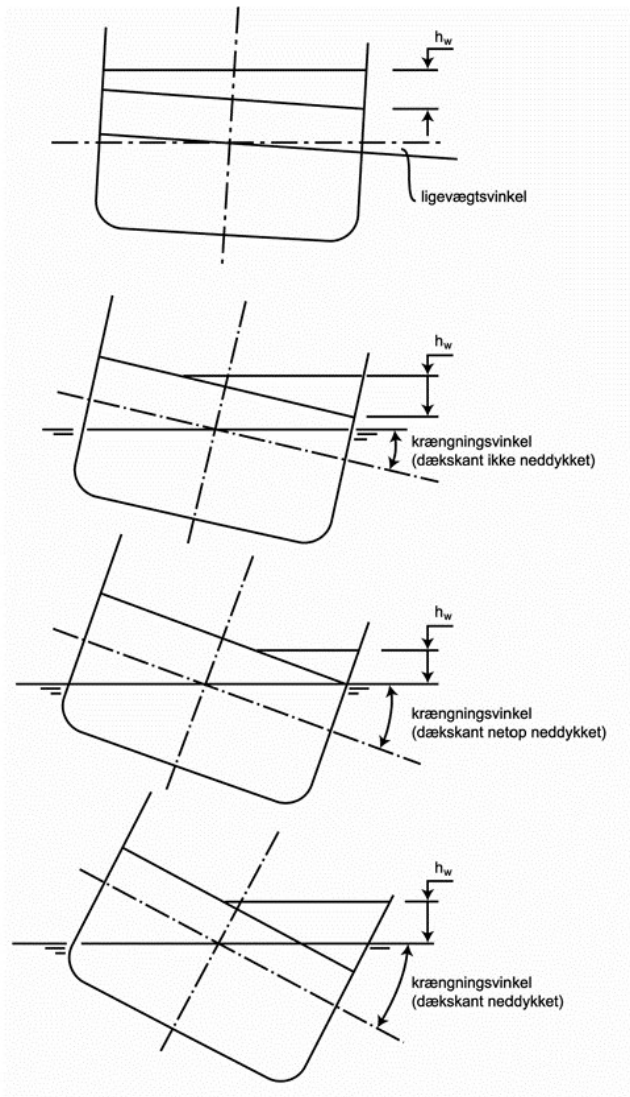 h_w
ligevægtsvinkel
h_w
krængningsvinkel
(dækskant ikke neddykket)
h_w
krængningsvinkel
(dækskant netop neddykket)
h_w
krængningsvinkel
(dækskant neddykket)